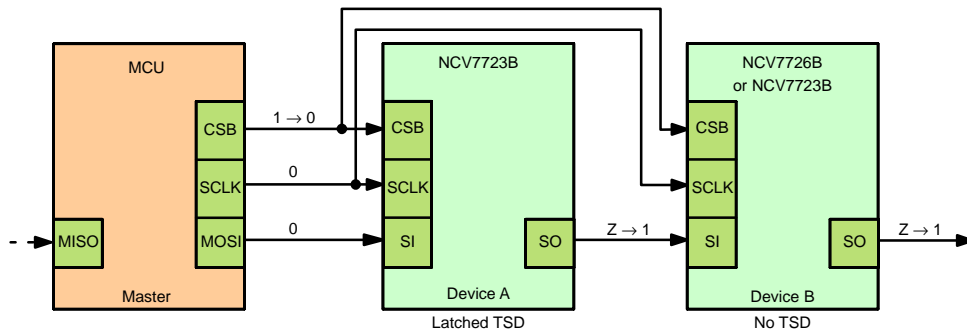 MCU
CSB
SCLK
MISO
MOSI
Master
1 → 0
0
0
NCV7723B
CSB
SCLK
SI
SO
Device A
Latched TSD
Z → 1
NCV7726B
or NCV7723B
CSB
SCLK
SI
SO
Device B
No TSD
Z → 1